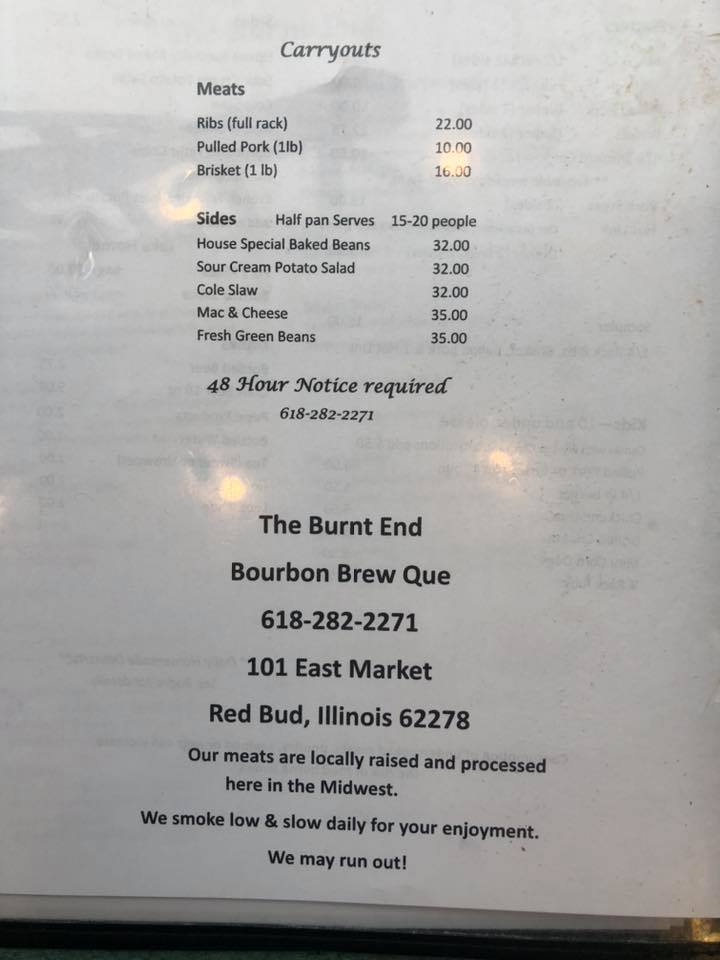 Carryouts
Meats
Ribs (full rack) 22.00
Pulled Pork (1lb) 10.00
Brisket (1 lb) 16.00
Sides Half pan Serves 15-20 people
House Special Baked Beans 32.00
Sour Cream Potato Salad 32.00
Cole Slaw 32.00
Mac & Cheese 35.00
Fresh Green Beans 35.00
48 Hour Notice required
618-282-2271
The Burnt End
Bourbon Brew Que
618-282-2271
101 East Market
Red Bud, Illinois 62278
Our meats are locally raised and processed
here in the Midwest.
We smoke low & slow daily for your enjoyment.
We may run out!